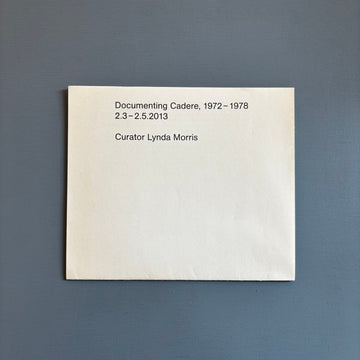 Documenting Cadere, 1972 – 1978
2.3 – 2.5.2013
Curator Lynda Morris